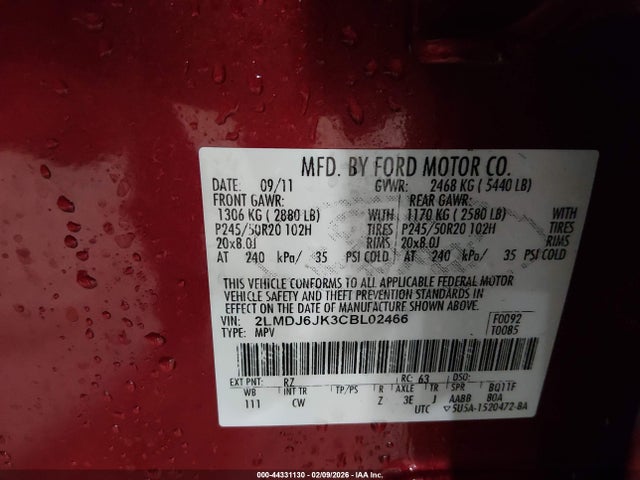 MFD. BY FORD MOTOR CO.
DATE: 09/11 GVWR: 2468 KG ( 5440 LB)
FRONT GAWR: REAR GAWR:
1306 KG ( 2880 LB) WITH 1170 KG ( 2580 LB) WITH
P245/50R20 102H TIRES P245/50R20 102H TIRES
20x8.0J RIMS 20x8.0J RIMS
AT 240 kPa/ 35 PSI COLD AT 240 kPa/ 35 PSI COLD
THIS VEHICLE CONFORMS TO ALL APPLICABLE FEDERAL MOTOR
VEHICLE SAFETY AND THEFT PREVENTION STANDARDS IN
EFFECT ON THE DATE OF MANUFACTURE SHOWN ABOVE.
VIN: 2LMDJ6JK3CBL02466 F0092
TYPE: MPV T0085
EXT PNT: RZ RC: 63 DSO:
WB INT TR TP/PS R AXLE TR SPR BQ11F
111 CW Z 3E J AABB BOA
UTC ▽5U5A-1520472-BA
000-44331130 - 02/09/2026 - IAA Inc.